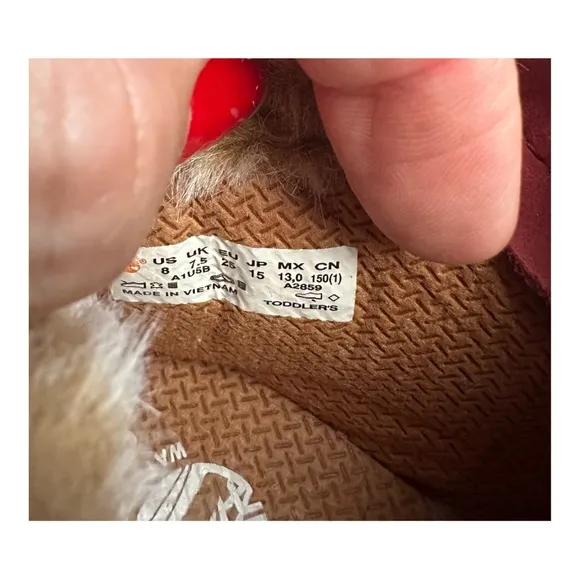 US UK EU JP MX CN
8 7.5 25 15 13,0 150(1)
A1U5B A2859
MADE IN VIETNAM TODDLER'S
WA